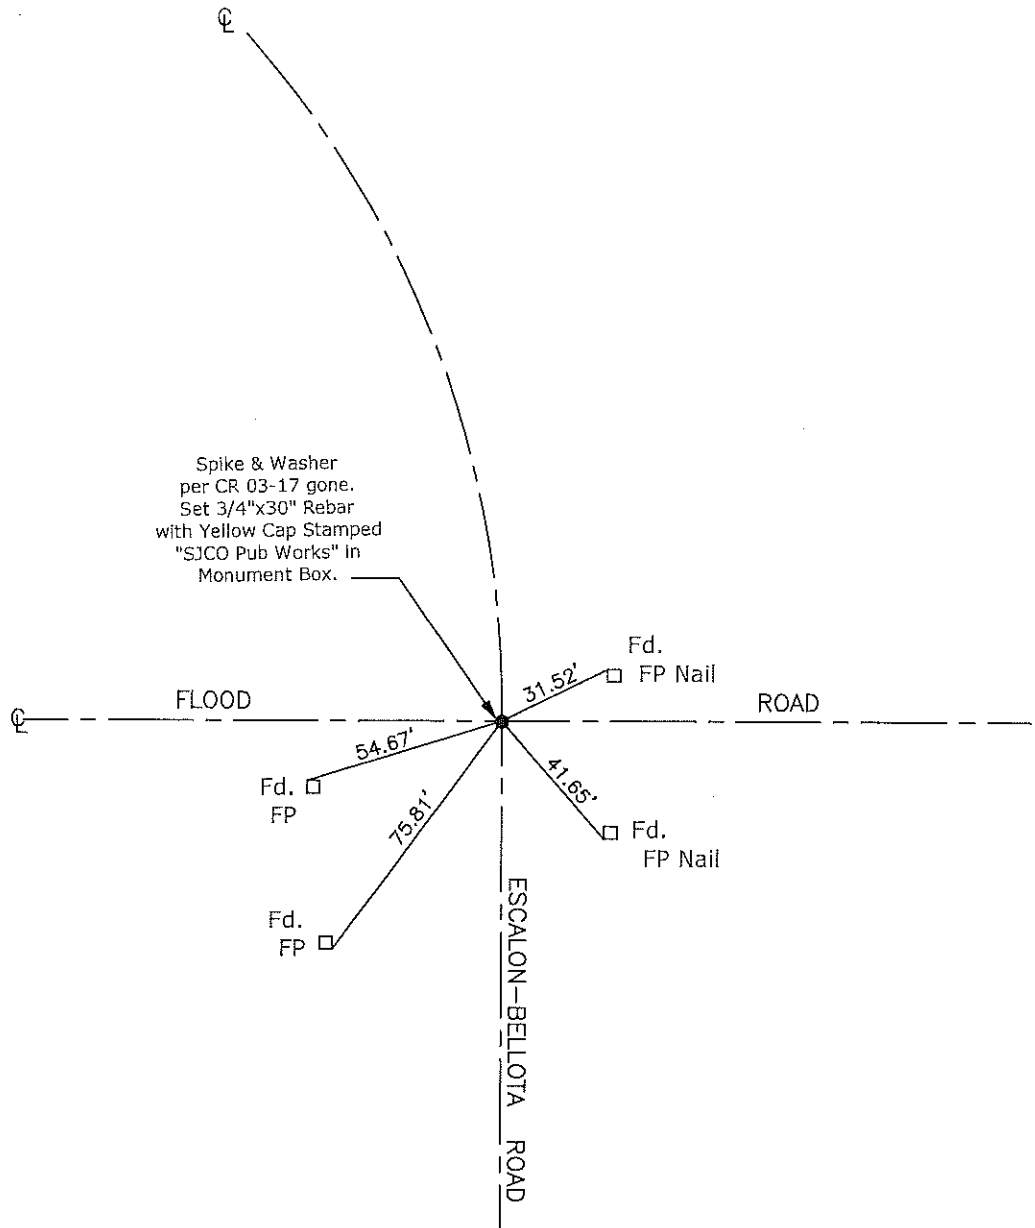 ℄
Spike & Washer
per CR 03-17 gone.
Set 3/4"x30" Rebar
with Yellow Cap Stamped
"SJCO Pub Works" in
Monument Box.
Fd.
FP Nail
31.52'
FLOOD
ROAD
℄
54.67'
Fd.
FP
41.65'
75.81'
Fd.
FP Nail
Fd.
FP
ESCALON-BELLOTA ROAD